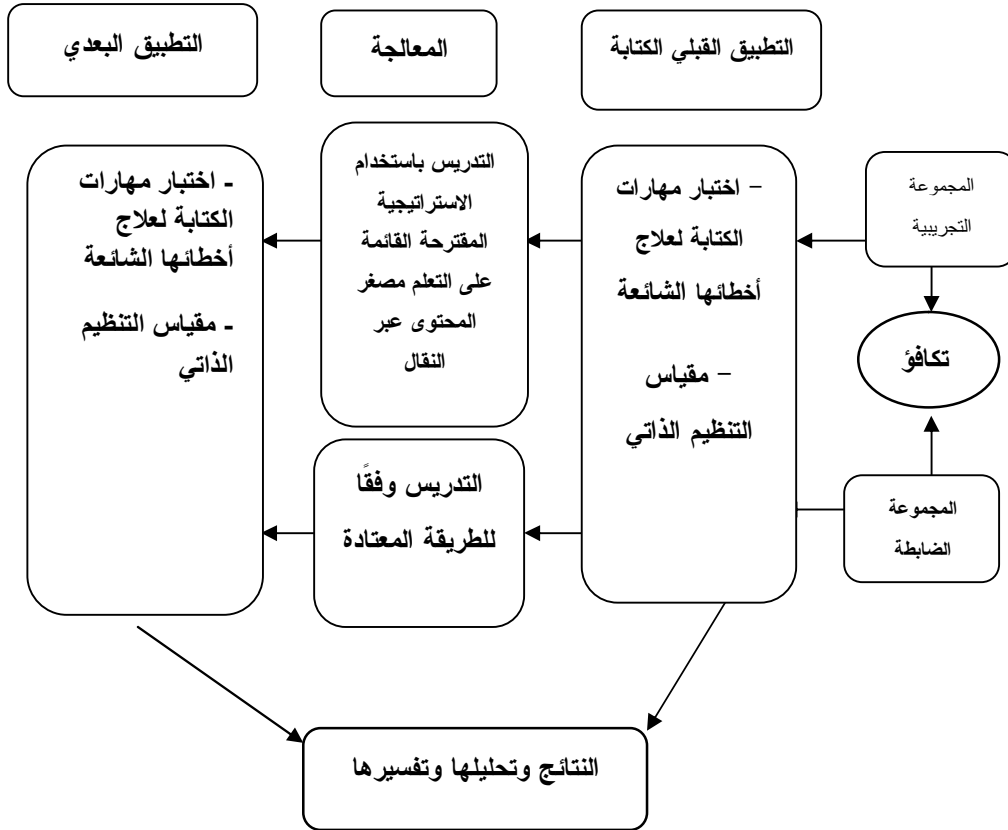 التطبيق القبلي الكتابة
المعالجة
التطبيق البعدي
المجموعة
التجريبية
تكافؤ
المجموعة
الضابطة
– اختبار مهارات
الكتابة لعلاج
أخطائها الشائعة
– مقياس
التنظيم الذاتي
التدريس باستخدام
الاستراتيجية
المقترحة القائمة
على التعلم مصغر
المحتوى عبر
النقال
التدريس وفقًا
للطريقة المعتادة
- اختبار مهارات
الكتابة لعلاج
أخطائها الشائعة
- مقياس التنظيم
الذاتي
النتائج وتحليلها وتفسيرها